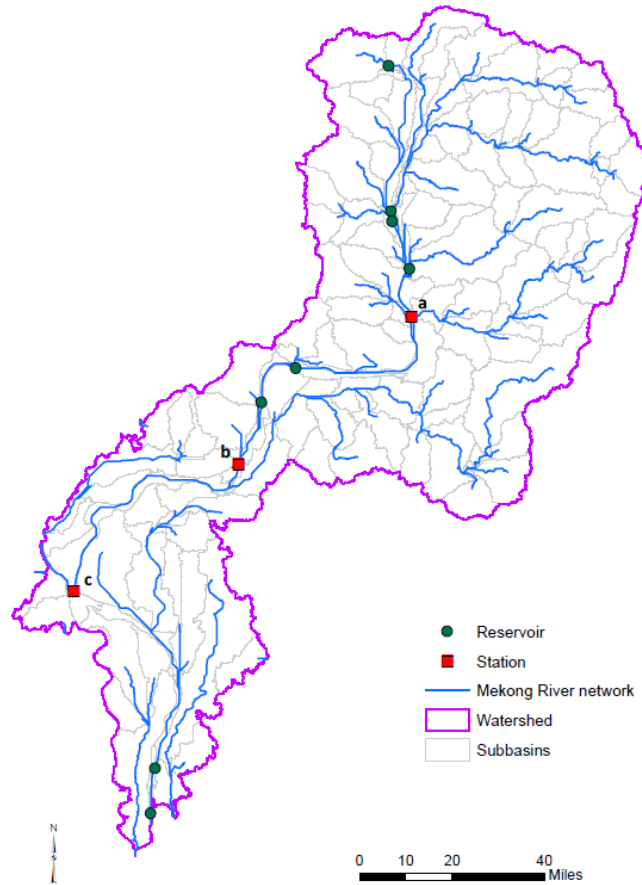 a
b
c
Reservoir
Station
Mekong River network
Watershed
Subbasins
N
S
0 10 20 40
Miles